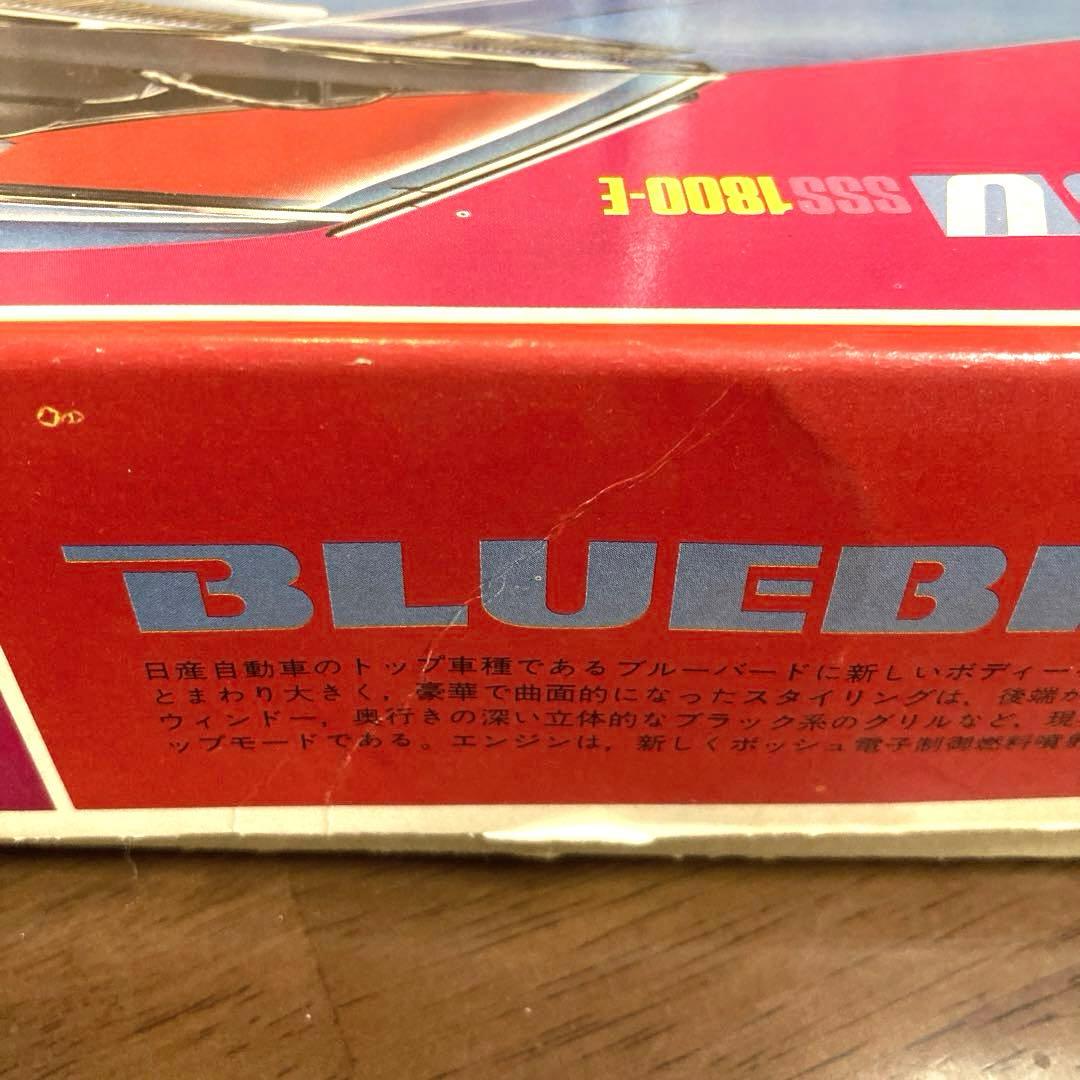 SSS 1800-E
U
BLUEB
日産自動車のトップ車種であるブルーバードに新しいボディー
とまわり大きく，豪華で曲面的になったスタイリングは，後端が
ウィンドー，奥行きの深い立体的なブラック系のグリルなど，現
ップモードである。エンジンは，新しくボッシュ電子制御燃料噴射